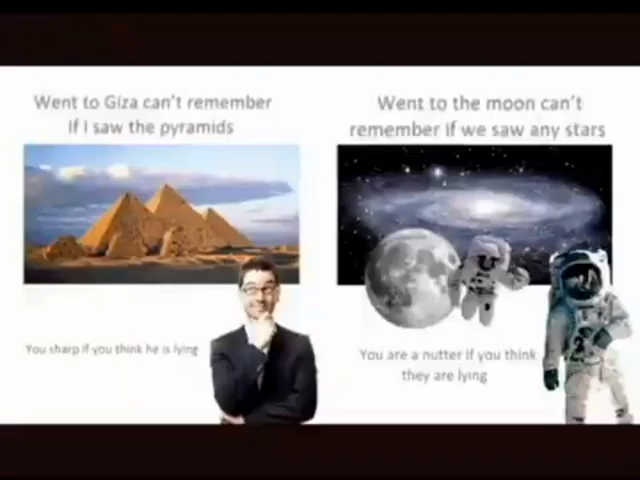 Went to Giza can't remember
if I saw the pyramids
You sharp if you think he is lying
Went to the moon can't
remember if we saw any stars
You are a nutter if you think
they are lying